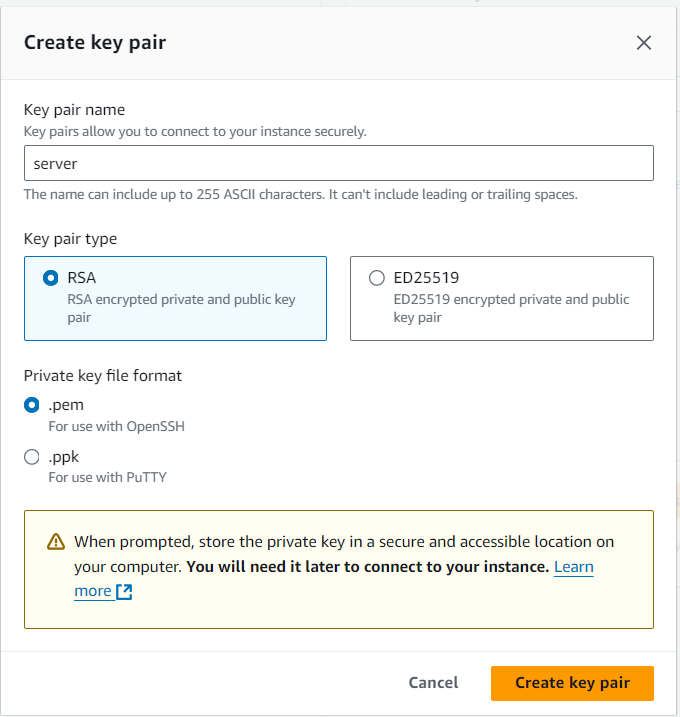 Create key pair
Key pair name
Key pairs allow you to connect to your instance securely.
server
The name can include up to 255 ASCII characters. It can't include leading or trailing spaces.
Key pair type
RSA
RSA encrypted private and public key
pair
ED25519
ED25519 encrypted private and public
key pair
Private key file format
.pem
For use with OpenSSH
.ppk
For use with PuTTY
When prompted, store the private key in a secure and accessible location on
your computer. You will need it later to connect to your instance. Learn
more
Cancel
Create key pair